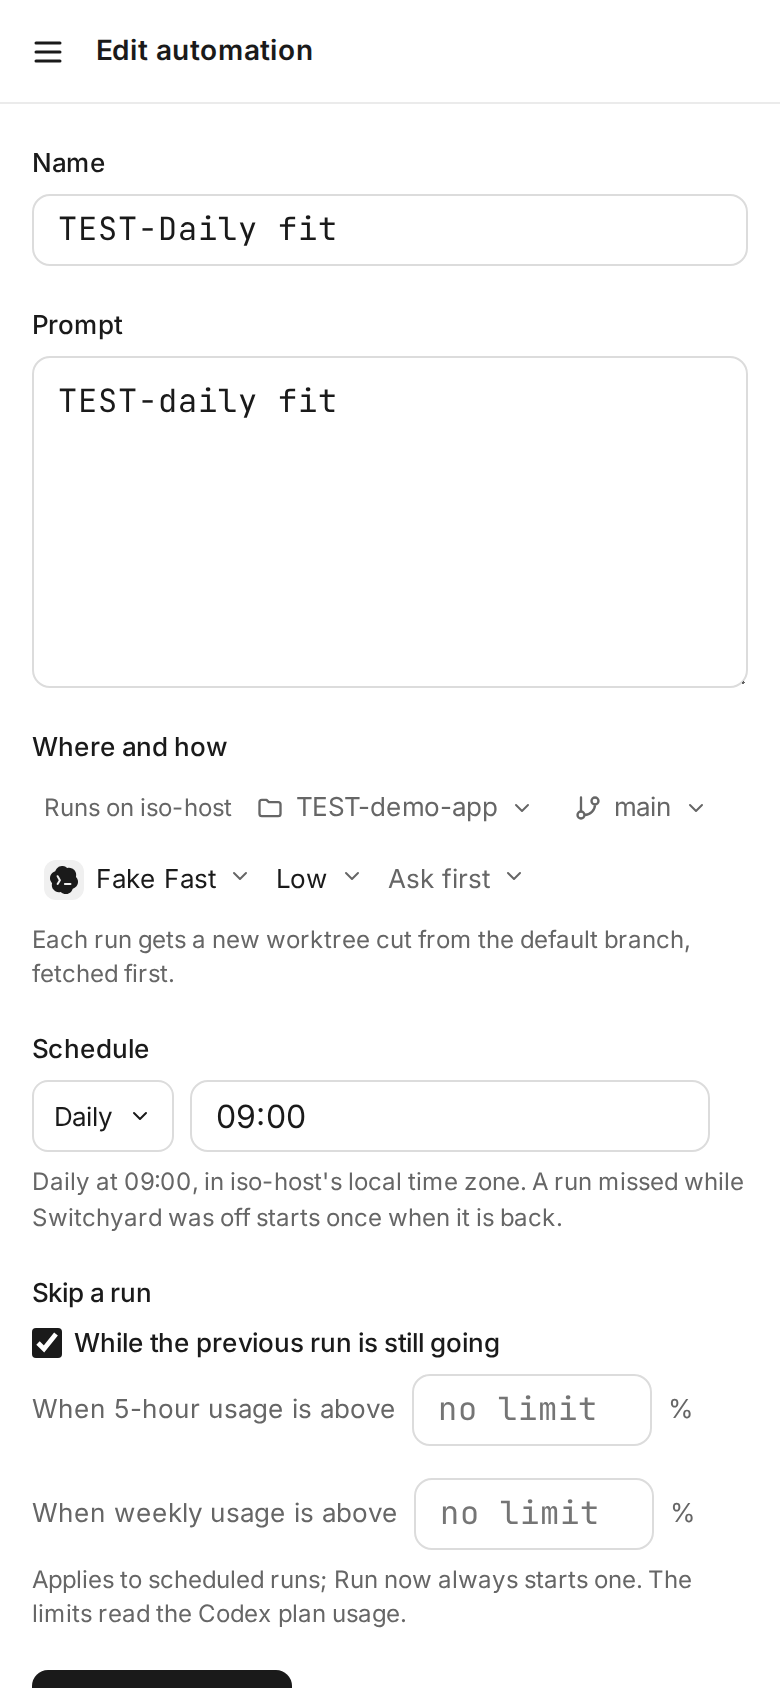 Edit automation
Name
TEST-Daily fit
Prompt
TEST-daily fit
Where and how
Runs on iso-host TEST-demo-app main
Fake Fast Low Ask first
Each run gets a new worktree cut from the default branch,
fetched first.
Schedule
Daily 09:00
Daily at 09:00, in iso-host's local time zone. A run missed while
Switchyard was off starts once when it is back.
Skip a run
While the previous run is still going
When 5-hour usage is above no limit %
When weekly usage is above no limit %
Applies to scheduled runs; Run now always starts one. The
limits read the Codex plan usage.